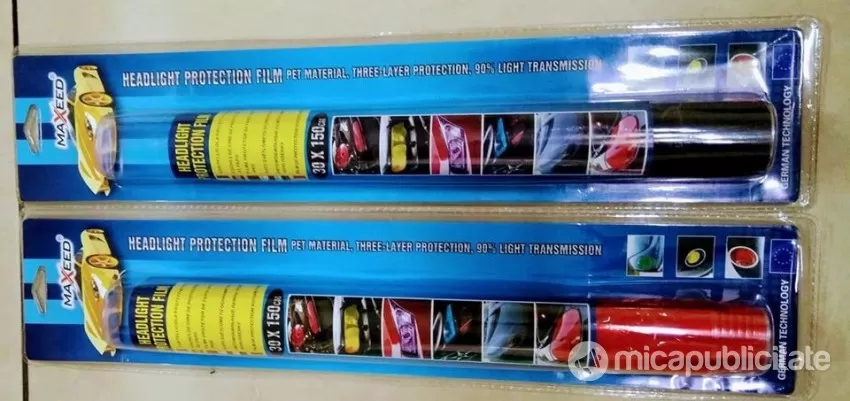 MAXEED
HEADLIGHT PROTECTION FILM PET MATERIAL, THREE-LAYER PROTECTION, 90% LIGHT TRANSMISSION
HEADLIGHT
PROTECTION FILM
30 X 150CM
GERMAN TECHNOLOGY
MAXEED
HEADLIGHT PROTECTION FILM PET MATERIAL, THREE-LAYER PROTECTION, 90% LIGHT TRANSMISSION
HEADLIGHT
PROTECTION FILM
30 X 150CM
GERMAN TECHNOLOGY
micapublicitate